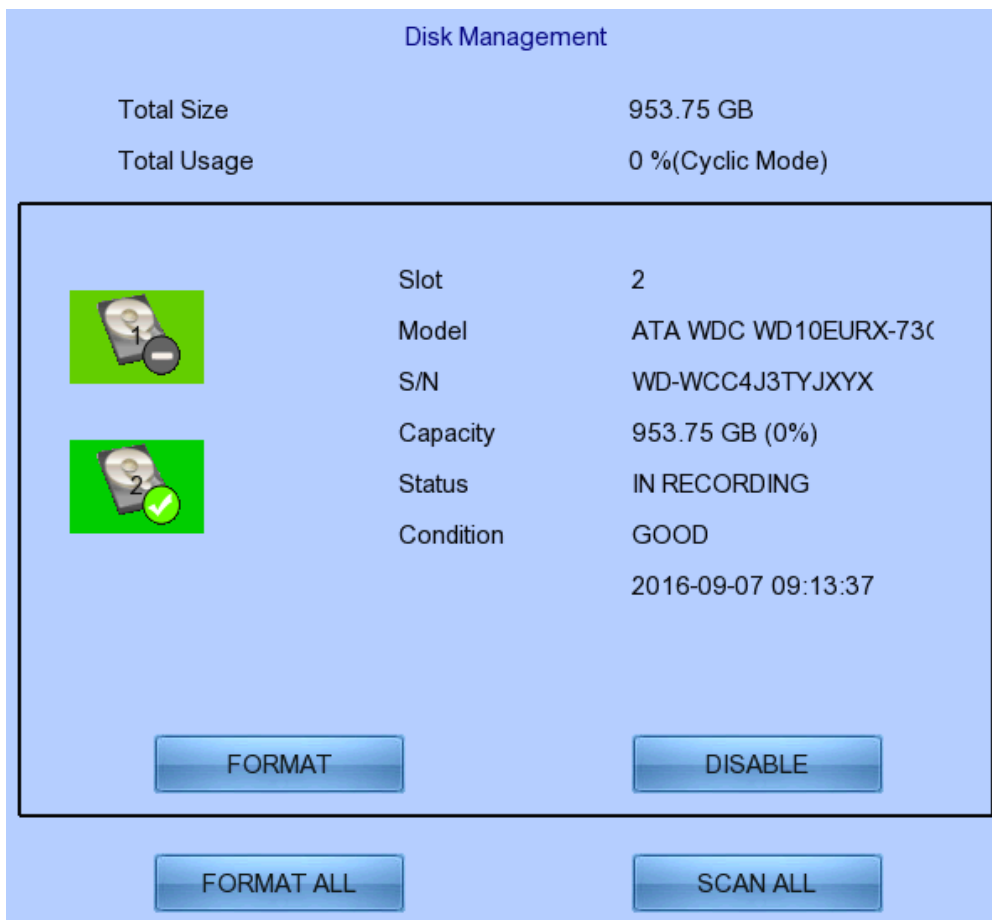 Disk Management
Total Size 953.75 GB
Total Usage 0 %(Cyclic Mode)
1
2
Slot 2
Model ATA WDC WD10EURX-73
S/N WD-WCC4J3TYJXYX
Capacity 953.75 GB (0%)
Status IN RECORDING
Condition GOOD
2016-09-07 09:13:37
FORMAT DISABLE
FORMAT ALL SCAN ALL